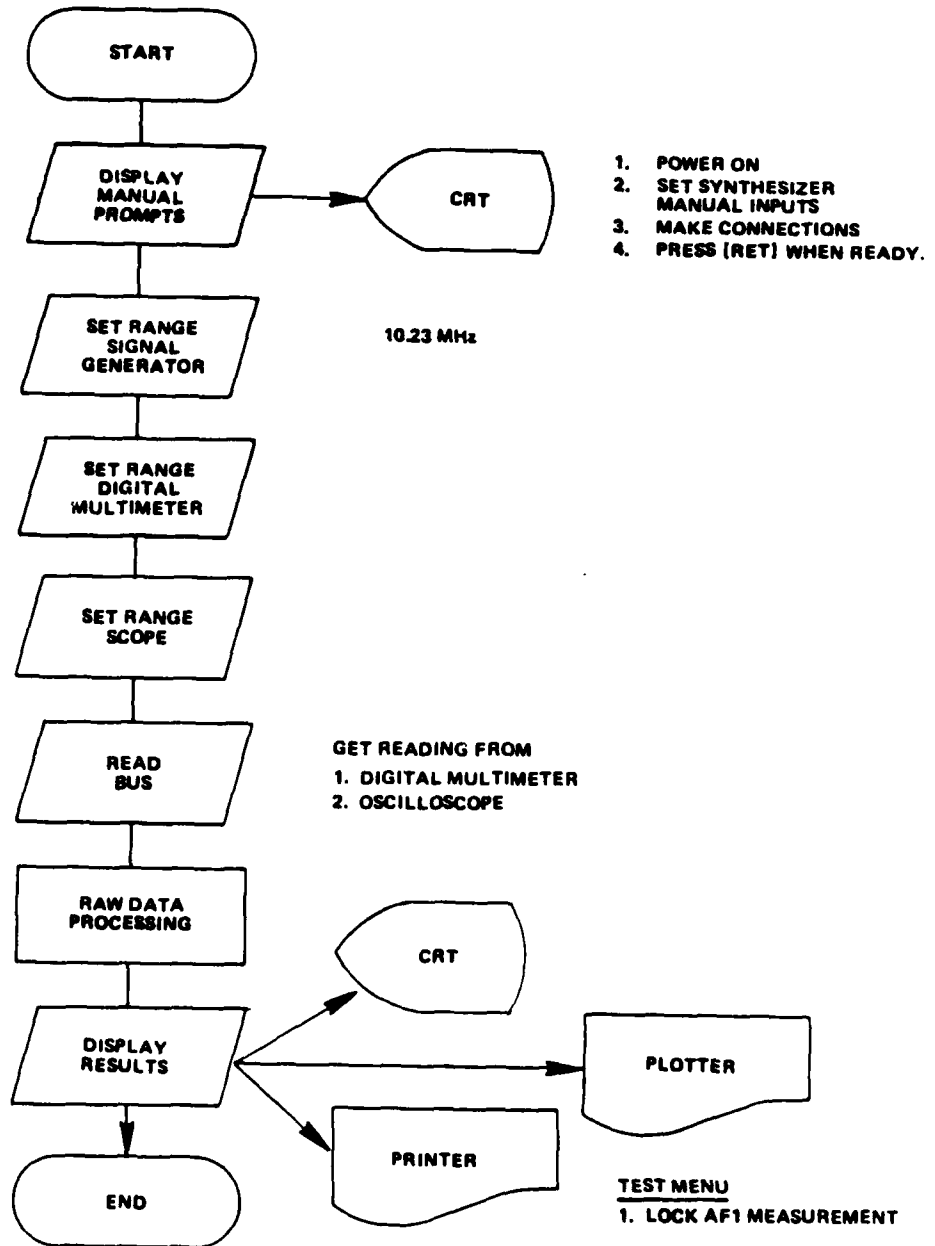 START
DISPLAY
MANUAL
PROMPTS
CRT
1. POWER ON
2. SET SYNTHESIZER
MANUAL INPUTS
3. MAKE CONNECTIONS
4. PRESS [RET] WHEN READY.
SET RANGE
SIGNAL
GENERATOR
10.23 MHz
SET RANGE
DIGITAL
MULTIMETER
SET RANGE
SCOPE
READ
BUS
GET READING FROM
1. DIGITAL MULTIMETER
2. OSCILLOSCOPE
RAW DATA
PROCESSING
CRT
DISPLAY
RESULTS
PLOTTER
PRINTER
END
TEST MENU
1. LOCK AF1 MEASUREMENT